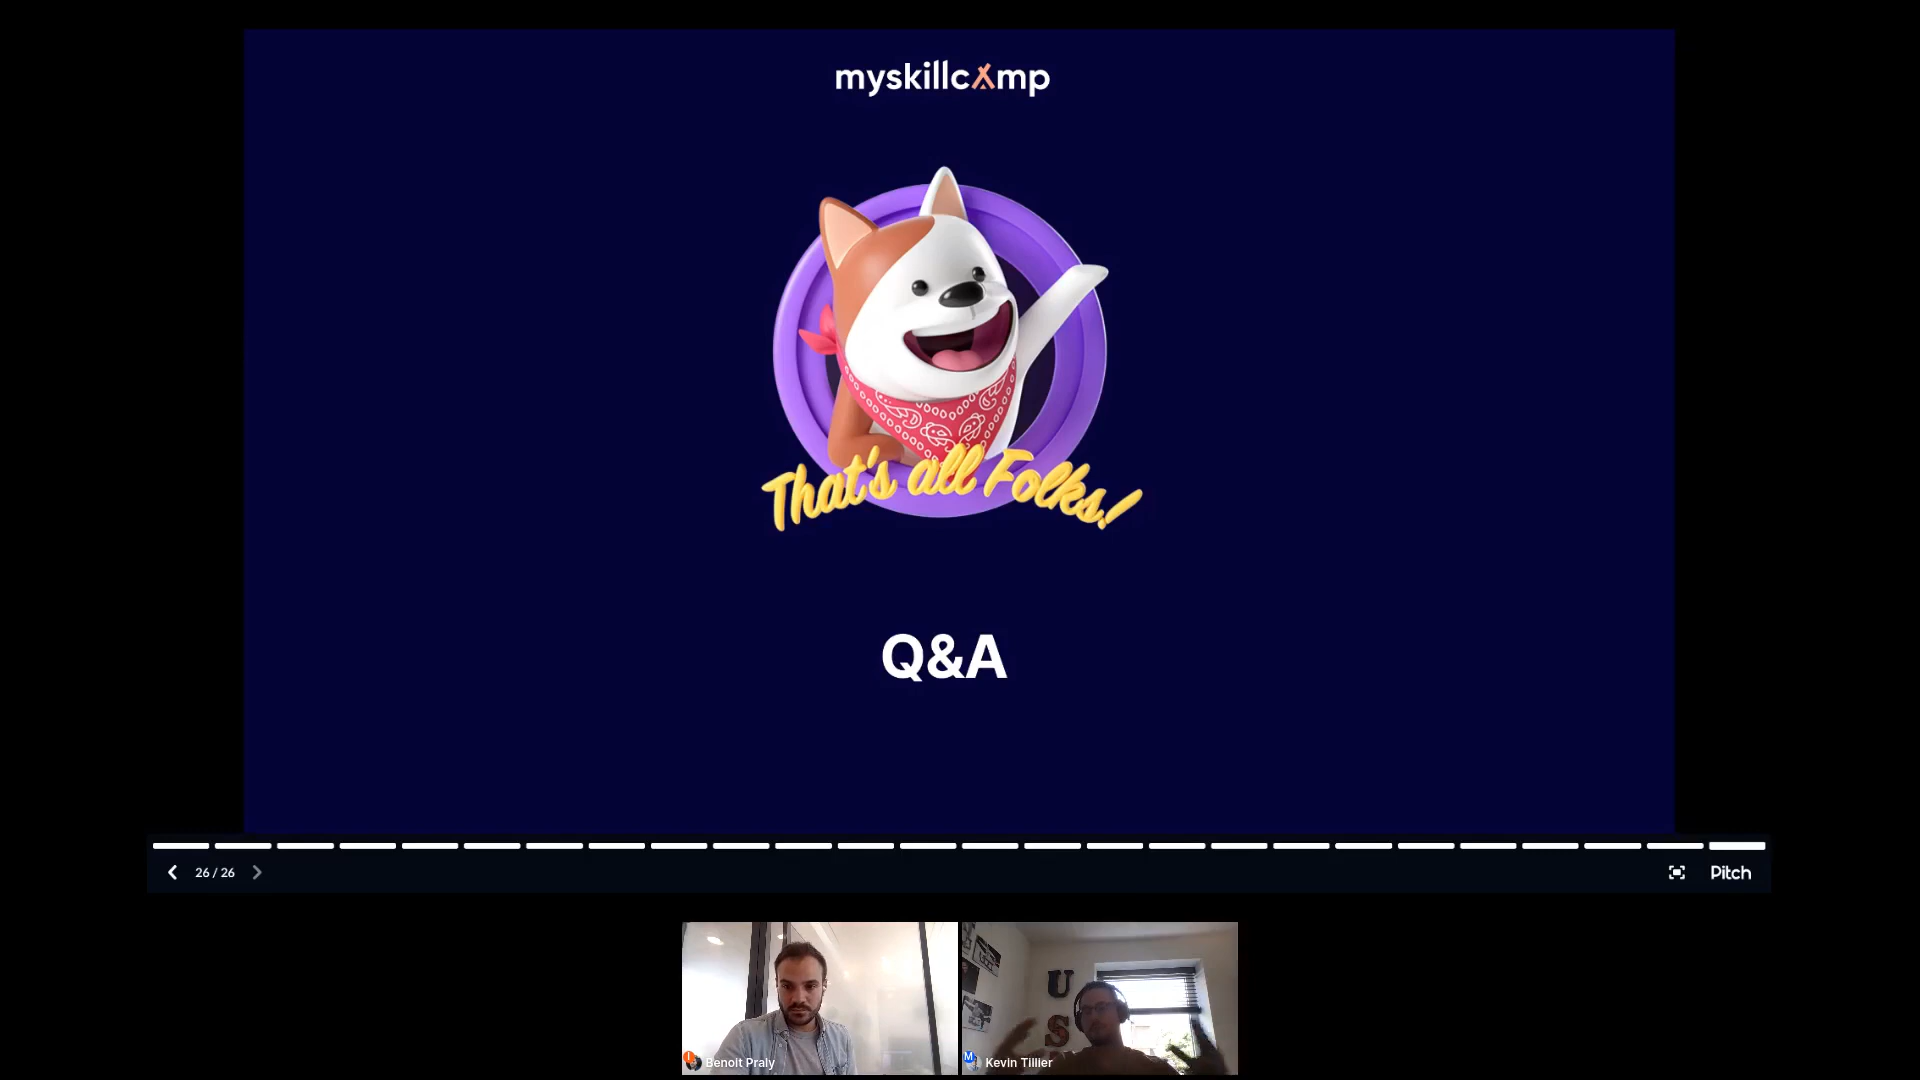 myskillcamp
That's all Folks!
Q&A
26 / 26
Pitch
U
S
Benoit Praly
M
Kevin Tillier